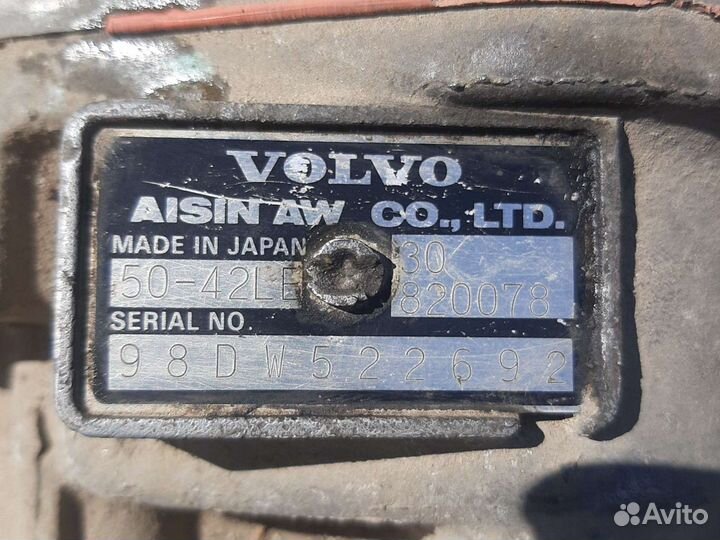 VOLVO
AISIN AW CO., LTD.
MADE IN JAPAN 30
50-42LE 820078
SERIAL NO.
98DW522692
Avito